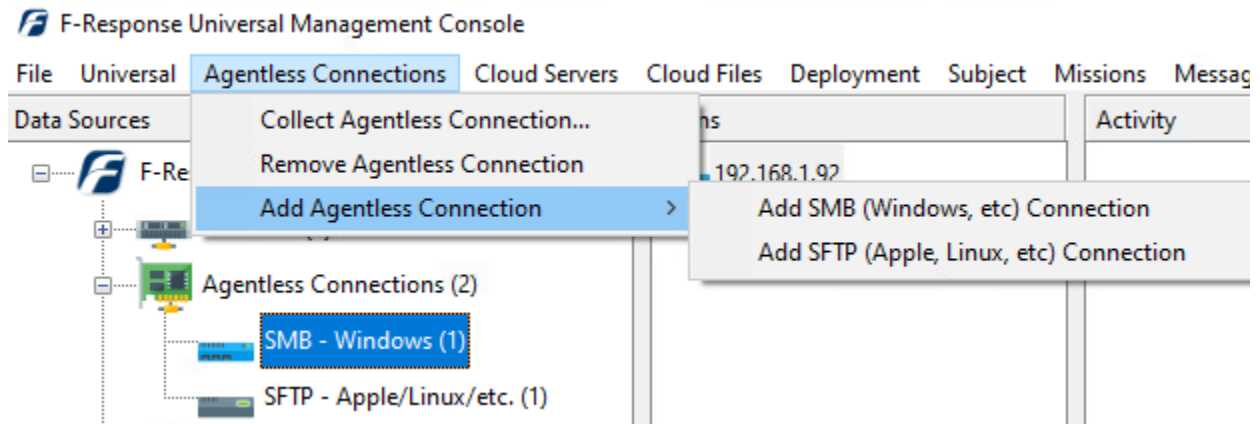 F-Response Universal Management Console
File Universal Agentless Connections Cloud Servers Cloud Files Deployment Subject Missions
Data Sources
Activity
Collect Agentless Connection...
Remove Agentless Connection
Add Agentless Connection >
192.168.1.92
Add SMB (Windows, etc) Connection
Add SFTP (Apple, Linux, etc) Connection
Agentless Connections (2)
SMB - Windows (1)
SFTP - Apple/Linux/etc. (1)